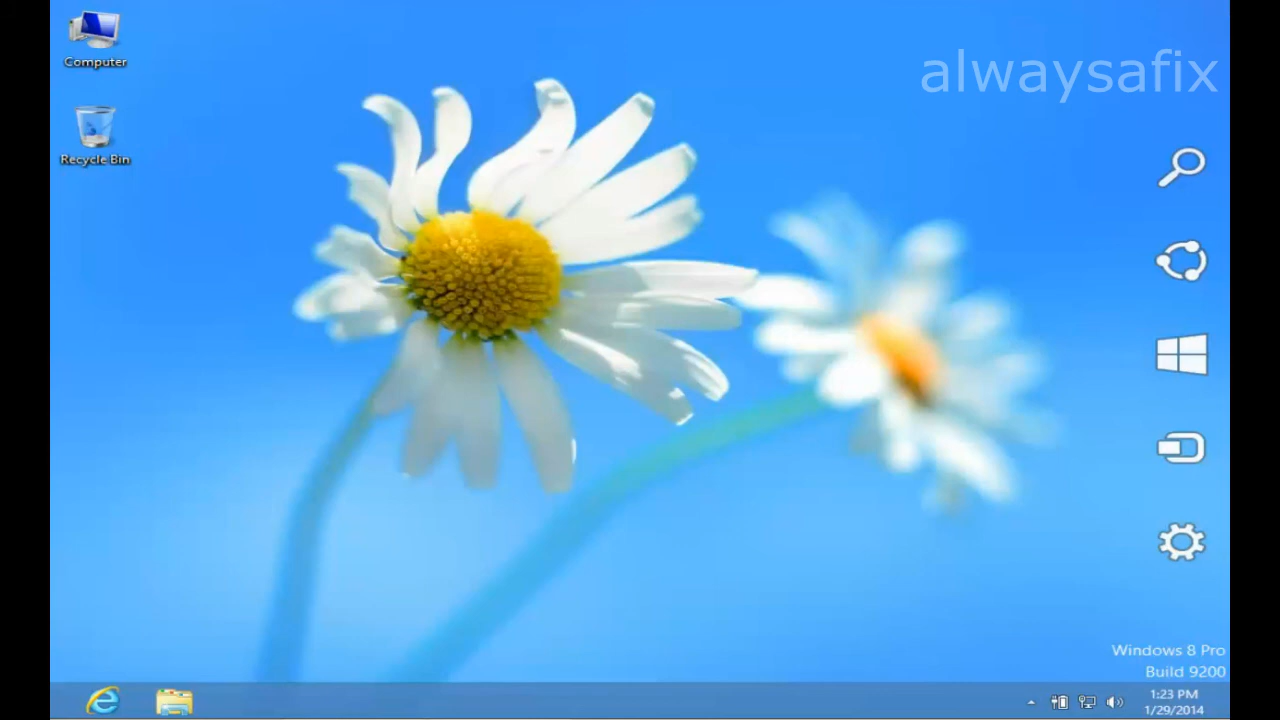 Computer
alwaysafix
Recycle Bin
Windows 8 Pro
Build 9200
1:23 PM
1/29/2014